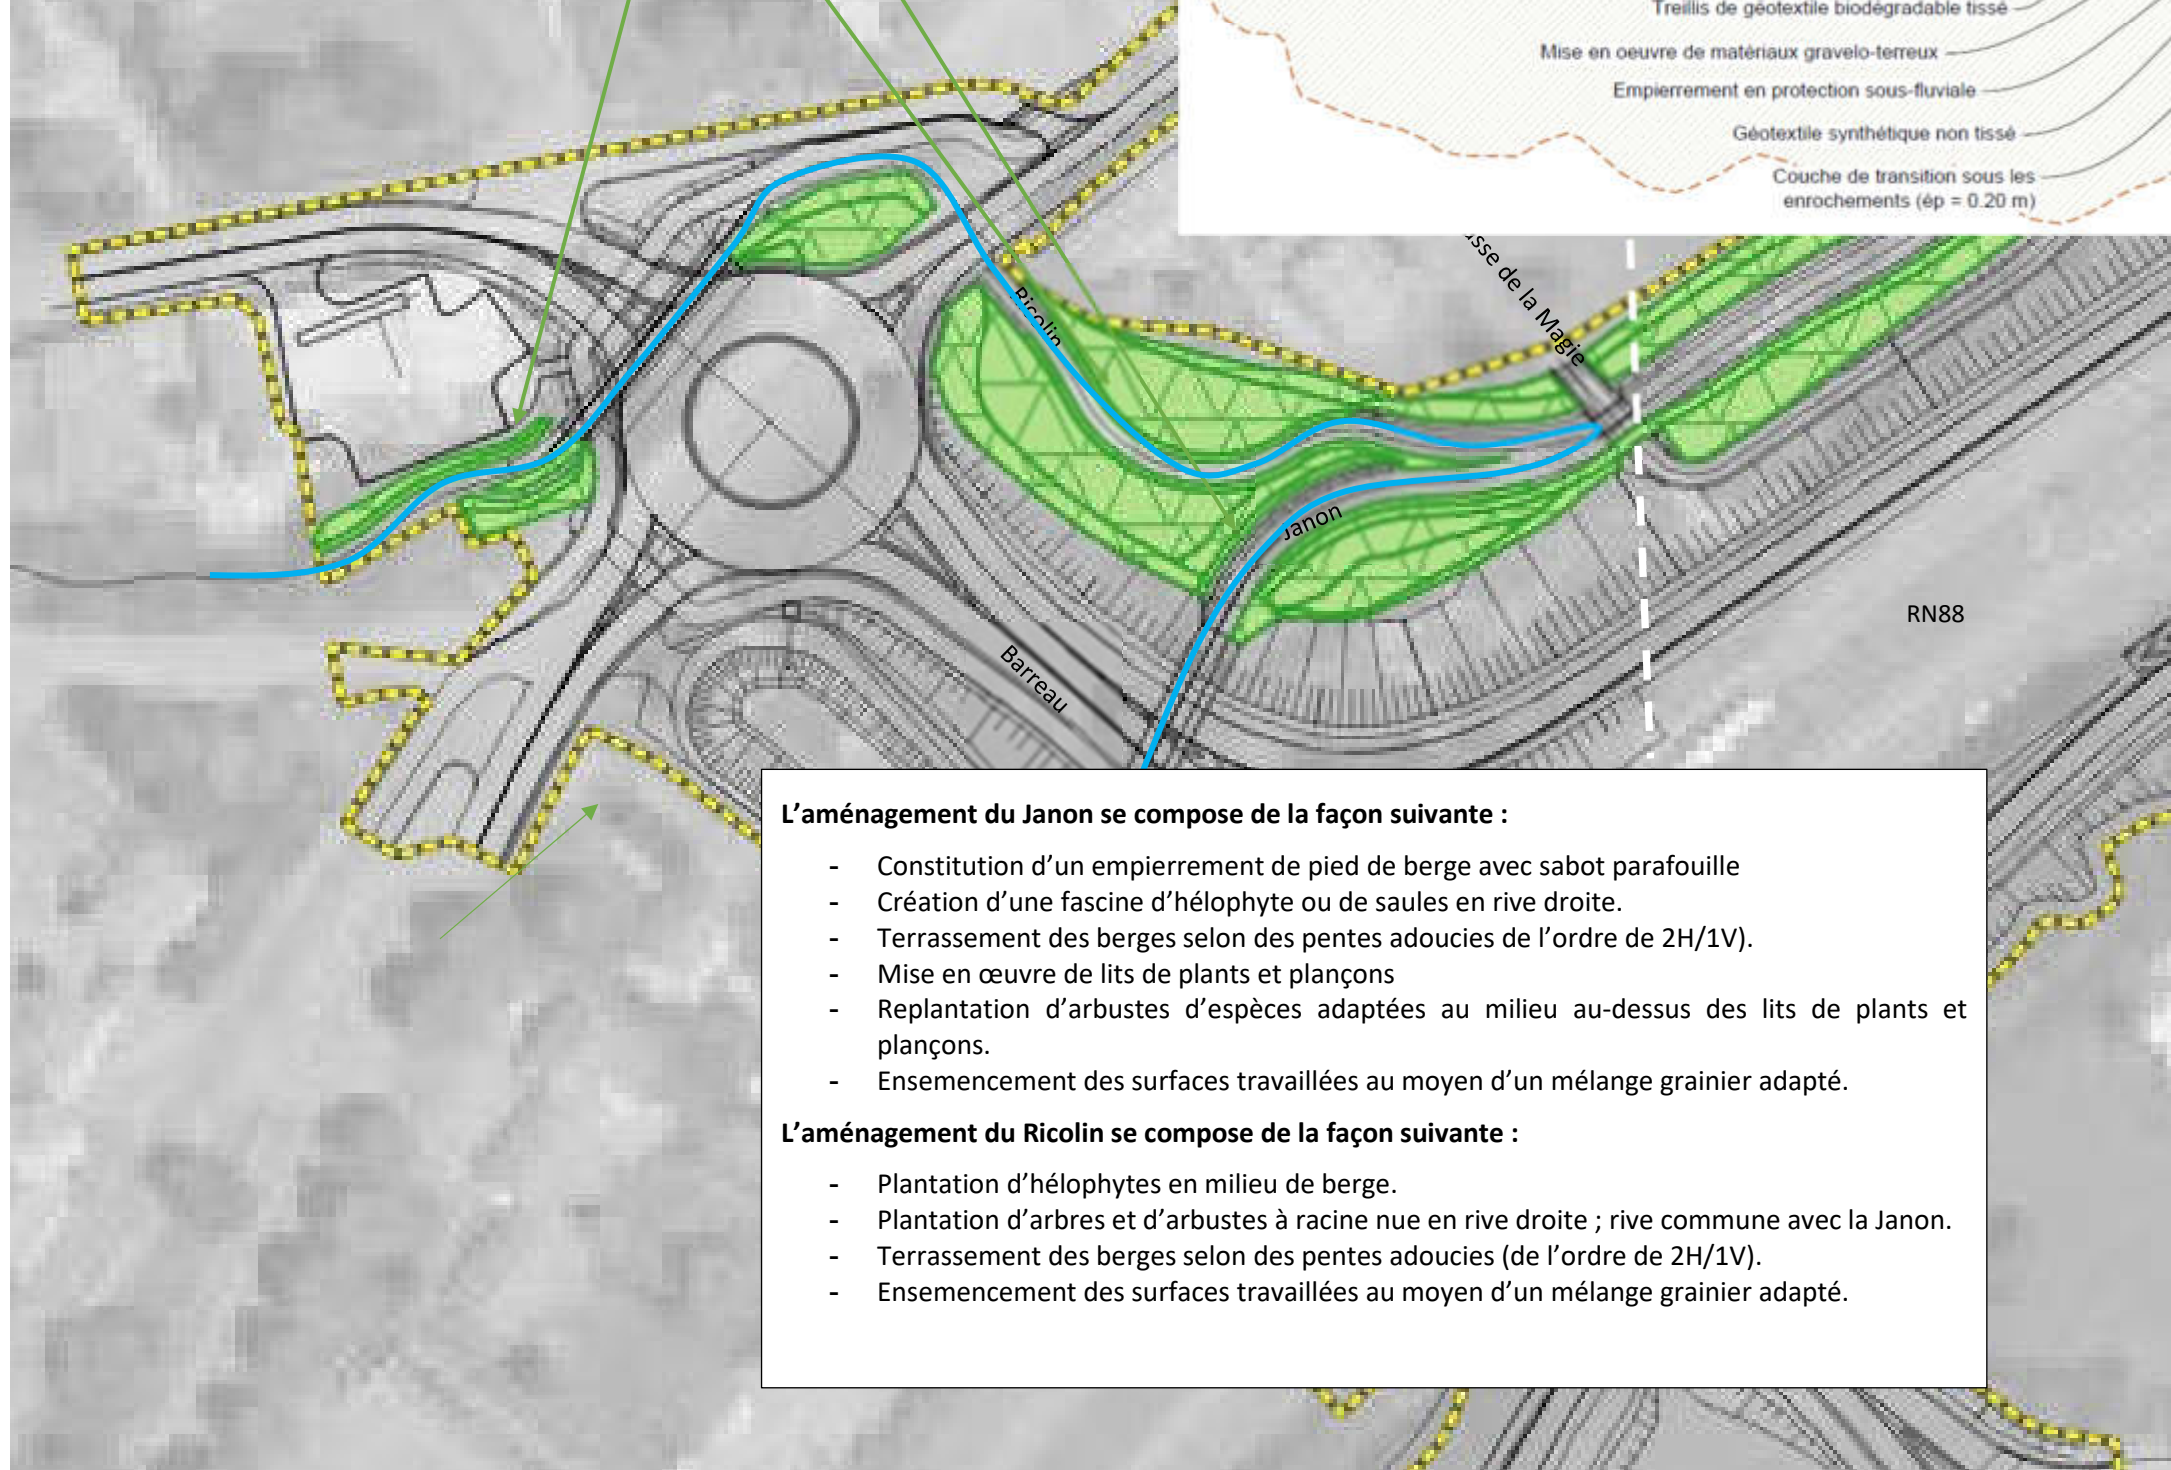 Treillis de géotextile biodégradable tissé
Mise en oeuvre de matériaux gravelo-terreux
Empierrement en protection sous-fluviale
Géotextile synthétique non tissé
Couche de transition sous les
enrochements (ép = 0.20 m)
de la Magie
Ricolin
Janon
RN88
Barreau
L’aménagement du Janon se compose de la façon suivante :
- Constitution d’un empierrement de pied de berge avec sabot parafouille
- Création d’une fascine d’hélophyte ou de saules en rive droite.
- Terrassement des berges selon des pentes adoucies de l’ordre de 2H/1V).
- Mise en œuvre de lits de plants et plançons
- Replantation d’arbustes d’espèces adaptées au milieu au-dessus des lits de plants et
plançons.
- Ensemencement des surfaces travaillées au moyen d’un mélange grainier adapté.
L’aménagement du Ricolin se compose de la façon suivante :
- Plantation d’hélophytes en milieu de berge.
- Plantation d’arbres et d’arbustes à racine nue en rive droite ; rive commune avec la Janon.
- Terrassement des berges selon des pentes adoucies (de l’ordre de 2H/1V).
- Ensemencement des surfaces travaillées au moyen d’un mélange grainier adapté.